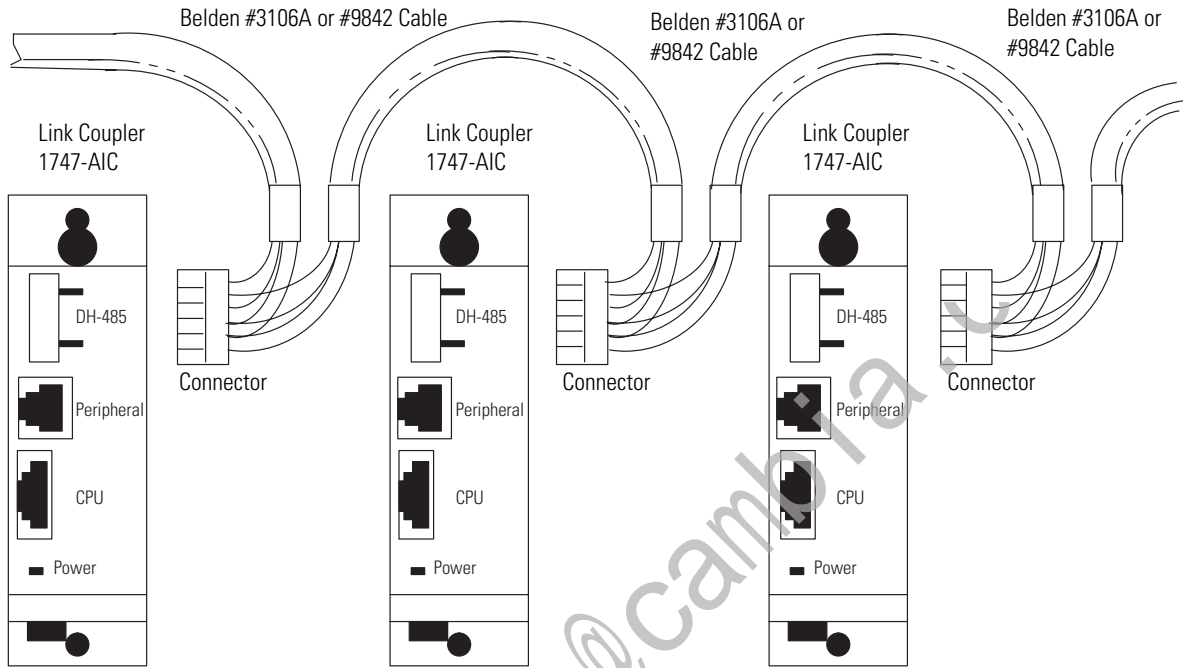 Belden #3106A or #9842 Cable
Belden #3106A or
#9842 Cable
Belden #3106A or
#9842 Cable
Link Coupler
1747-AIC
Link Coupler
1747-AIC
Link Coupler
1747-AIC
DH-485
DH-485
DH-485
Connector
Connector
Connector
Peripheral
Peripheral
Peripheral
CPU
CPU
CPU
Power
Power
Power
@cambia.c